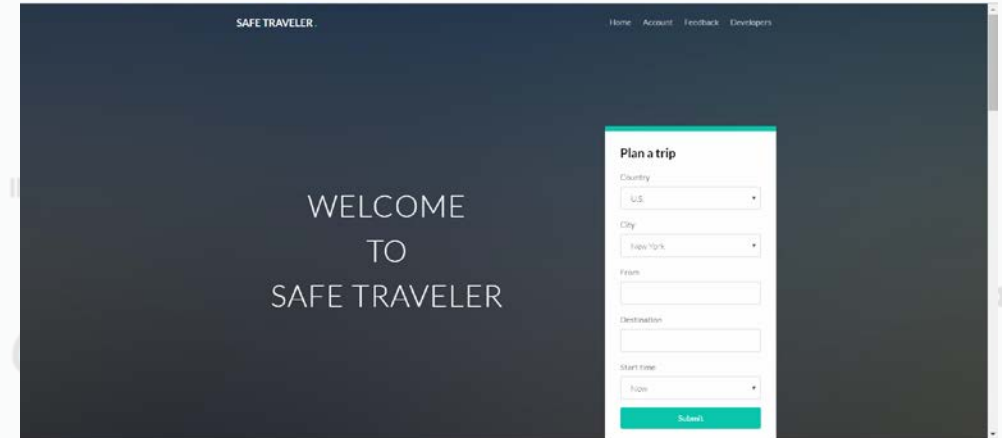 SAFE TRAVELER.
Home Account Feedback Developers
WELCOME
TO
SAFE TRAVELER
Plan a trip
Country
U.S.
City
New York
From
Destination
Start time
Now
Submit